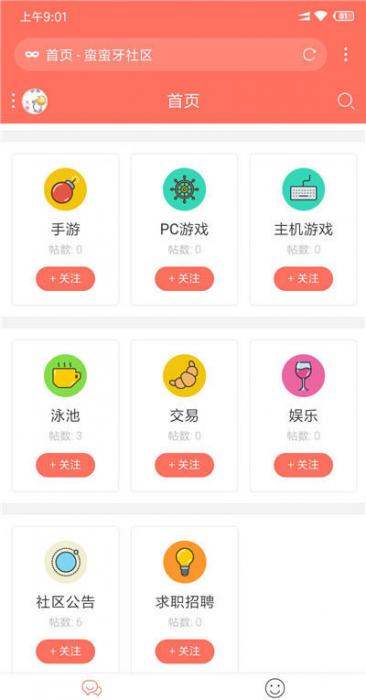 上午9:01
81
首页 - 蛮蛮牙社区
首页
手游
PC游戏
主机游戏
帖数: 0
帖数: 0
帖数: 0
+ 关注
+ 关注
+ 关注
泳池
交易
娱乐
帖数: 3
帖数: 0
帖数: 0
+ 关注
+ 关注
+ 关注
社区公告
求职招聘
帖数: 6
帖数: 0
+ 关注
+ 关注